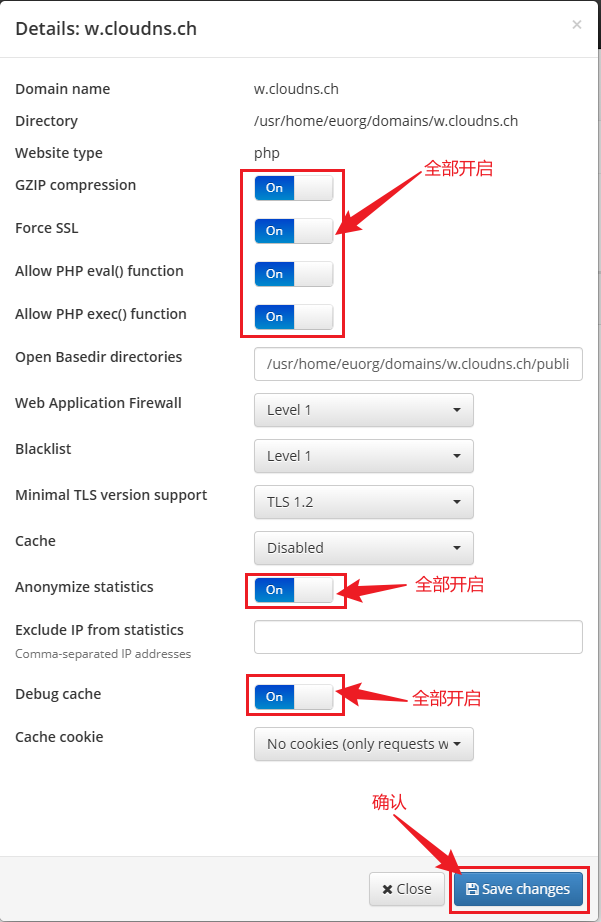 Details: w.cloudns.ch
×
Domain name w.cloudns.ch
Directory /usr/home/euorg/domains/w.cloudns.ch
Website type php
全部开启
GZIP compression On
Force SSL On
Allow PHP eval() function On
Allow PHP exec() function On
Open Basedir directories /usr/home/euorg/domains/w.cloudns.ch/publi
Web Application Firewall Level 1
Blacklist Level 1
Minimal TLS version support TLS 1.2
Cache Disabled
Anonymize statistics On 全部开启
Exclude IP from statistics
Comma-separated IP addresses
Debug cache On 全部开启
Cache cookie No cookies (only requests w
确认
Close Save changes